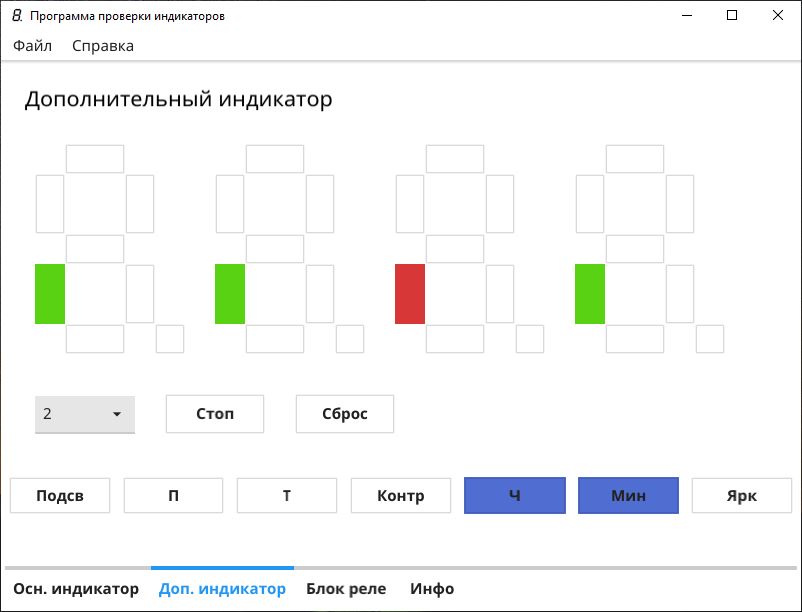 8. Программа проверки индикаторов
Файл Справка
Дополнительный индикатор
2 Стоп Сброс
Подсв П Т Контр Ч Мин Ярк
Осн. индикатор Доп. индикатор Блок реле Инфо